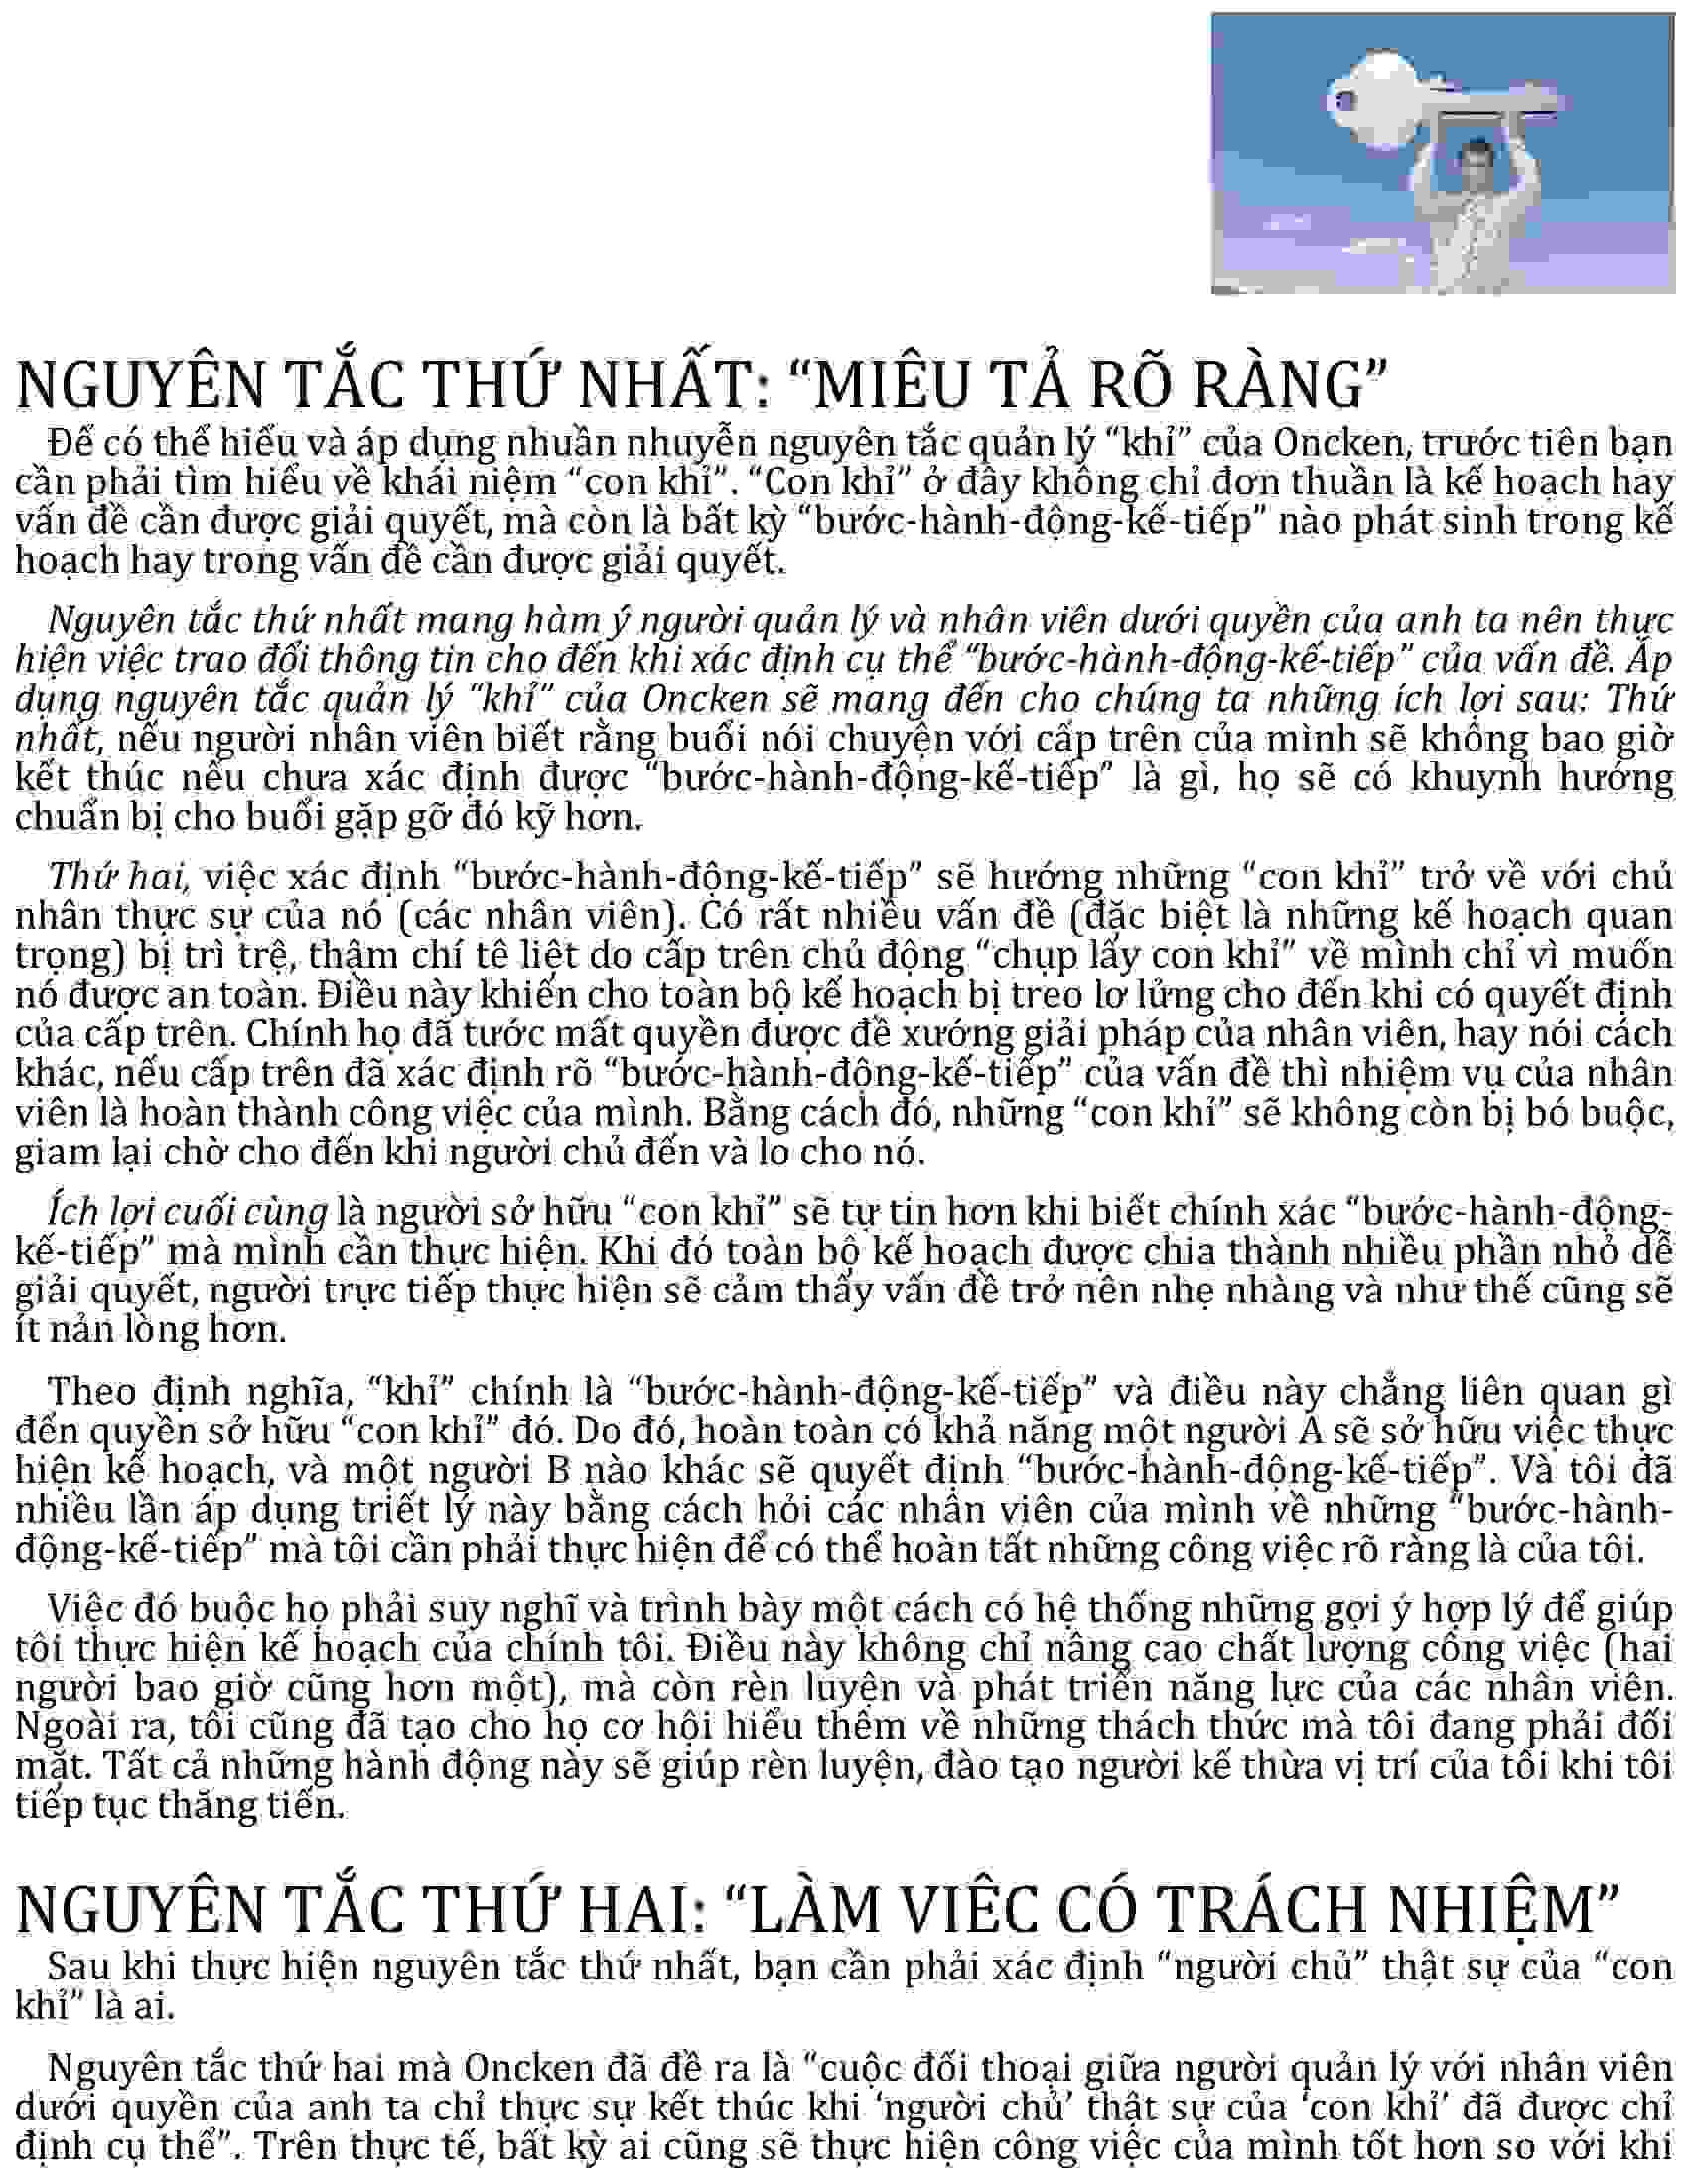 NGUYÊN TẮC THỨ NHẤT: “MIÊU TẢ RÕ RÀNG”
Để có thể hiểu và áp dụng nhuần nhuyễn nguyên tắc quản lý “khỉ” của Oncken, trước tiên bạn
cần phải tìm hiểu về khái niệm “con khỉ”. “Con khỉ” ở đây không chỉ đơn thuần là kế hoạch hay
vấn đề cần được giải quyết, mà còn là bất kỳ “bước-hành-động-kế-tiếp” nào phát sinh trong kế
hoạch hay trong vấn đề cần được giải quyết.
Nguyên tắc thứ nhất mang hàm ý người quản lý và nhân viên dưới quyền của anh ta nên thực
hiện việc trao đổi thông tin cho đến khi xác định cụ thể “bước-hành-động-kế-tiếp” của vấn đề. Áp
dụng nguyên tắc quản lý “khỉ” của Oncken sẽ mang đến cho chúng ta những ích lợi sau: Thứ
nhất, nếu người nhân viên biết rằng buổi nói chuyện với cấp trên của mình sẽ không bao giờ
kết thúc nếu chưa xác định được “bước-hành-động-kế-tiếp” là gì, họ sẽ có khuynh hướng
chuẩn bị cho buổi gặp gỡ đó kỹ hơn.
Thứ hai, việc xác định “bước-hành-động-kế-tiếp” sẽ hướng những “con khỉ” trở về với chủ
nhân thực sự của nó (các nhân viên). Có rất nhiều vấn đề (đặc biệt là những kế hoạch quan
trọng) bị trì trệ, thậm chí tê liệt do cấp trên chủ động “chụp lấy con khỉ” về mình chỉ vì muốn
nó được an toàn. Điều này khiến cho toàn bộ kế hoạch bị treo lơ lửng cho đến khi có quyết định
của cấp trên. Chính họ đã tước mất quyền được đề xướng giải pháp của nhân viên, hay nói cách
khác, nếu cấp trên đã xác định rõ “bước-hành-động-kế-tiếp” của vấn đề thì nhiệm vụ của nhân
viên là hoàn thành công việc của mình. Bằng cách đó, những “con khỉ” sẽ không còn bị bó buộc,
giam lại chờ cho đến khi người chủ đến và lo cho nó.
Ích lợi cuối cùng là người sở hữu “con khỉ” sẽ tự tin hơn khi biết chính xác “bước-hành-động-
kế-tiếp” mà mình cần thực hiện. Khi đó toàn bộ kế hoạch được chia thành nhiều phần nhỏ dễ
giải quyết, người trực tiếp thực hiện sẽ cảm thấy vấn đề trở nên nhẹ nhàng và như thế cũng sẽ
ít nản lòng hơn.
Theo định nghĩa, “khỉ” chính là “bước-hành-động-kế-tiếp” và điều này chẳng liên quan gì
đến quyền sở hữu “con khỉ” đó. Do đó, hoàn toàn có khả năng một người A sẽ sở hữu việc thực
hiện kế hoạch, và một người B nào khác sẽ quyết định “bước-hành-động-kế-tiếp”. Và tôi đã
nhiều lần áp dụng triết lý này bằng cách hỏi các nhân viên của mình về những “bước-hành-
động-kế-tiếp” mà tôi cần phải thực hiện để có thể hoàn tất những công việc rõ ràng là của tôi.
Việc đó buộc họ phải suy nghĩ và trình bày một cách có hệ thống những gợi ý hợp lý để giúp
tôi thực hiện kế hoạch của chính tôi. Điều này không chỉ nâng cao chất lượng công việc (hai
người bao giờ cũng hơn một), mà còn rèn luyện và phát triển năng lực của các nhân viên.
Ngoài ra, tôi cũng đã tạo cho họ cơ hội hiểu thêm về những thách thức mà tôi đang phải đối
mặt. Tất cả những hành động này sẽ giúp rèn luyện, đào tạo người kế thừa vị trí của tôi khi tôi
tiếp tục thăng tiến.
NGUYÊN TẮC THỨ HAI: “LÀM VIÊC CÓ TRÁCH NHIỆM”
Sau khi thực hiện nguyên tắc thứ nhất, bạn cần phải xác định “người chủ” thật sự của “con
khỉ” là ai.
Nguyên tắc thứ hai mà Oncken đã đề ra là “cuộc đối thoại giữa người quản lý với nhân viên
dưới quyền của anh ta chỉ thực sự kết thúc khi ‘người chủ’ thật sự của ‘con khỉ’ đã được chỉ
định cụ thể”. Trên thực tế, bất kỳ ai cũng sẽ thực hiện công việc của mình tốt hơn so với khi